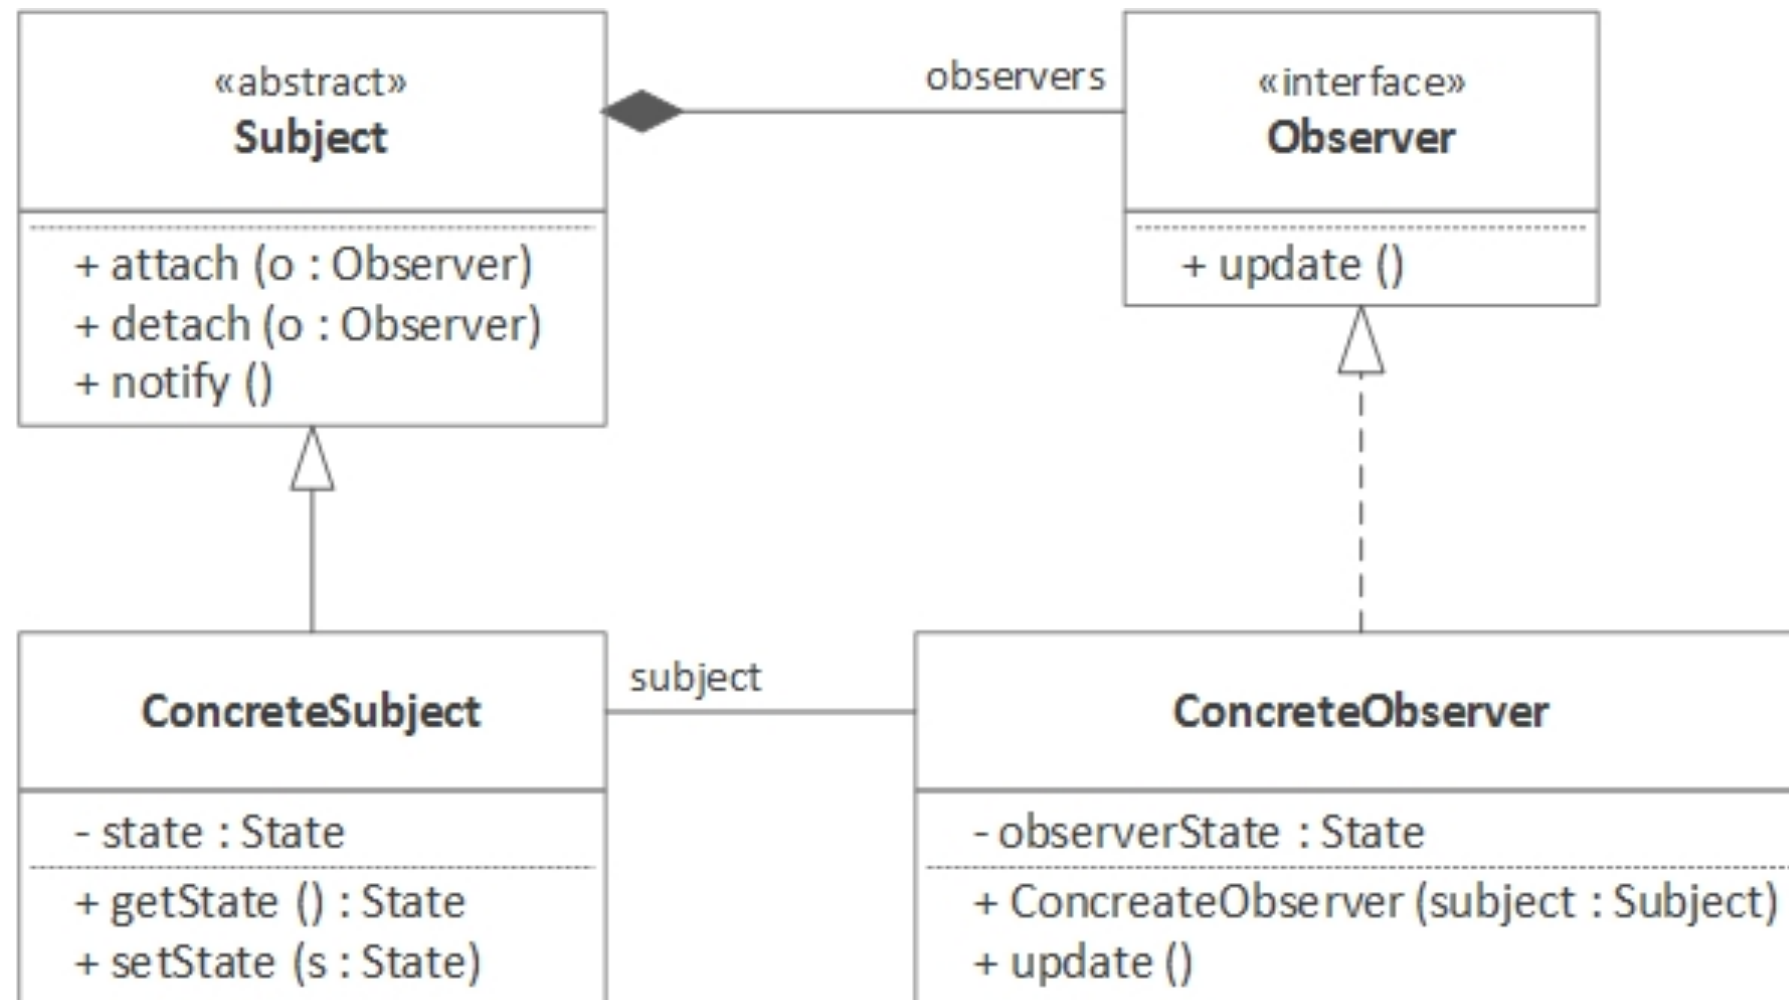 «abstract»
Subject
+ attach (o : Observer)
+ detach (o : Observer)
+ notify ()
observers
«interface»
Observer
+ update ()
ConcreteSubject
- state : State
+ getState () : State
+ setState (s : State)
subject
ConcreteObserver
- observerState : State
+ ConcreateObserver (subject : Subject)
+ update ()